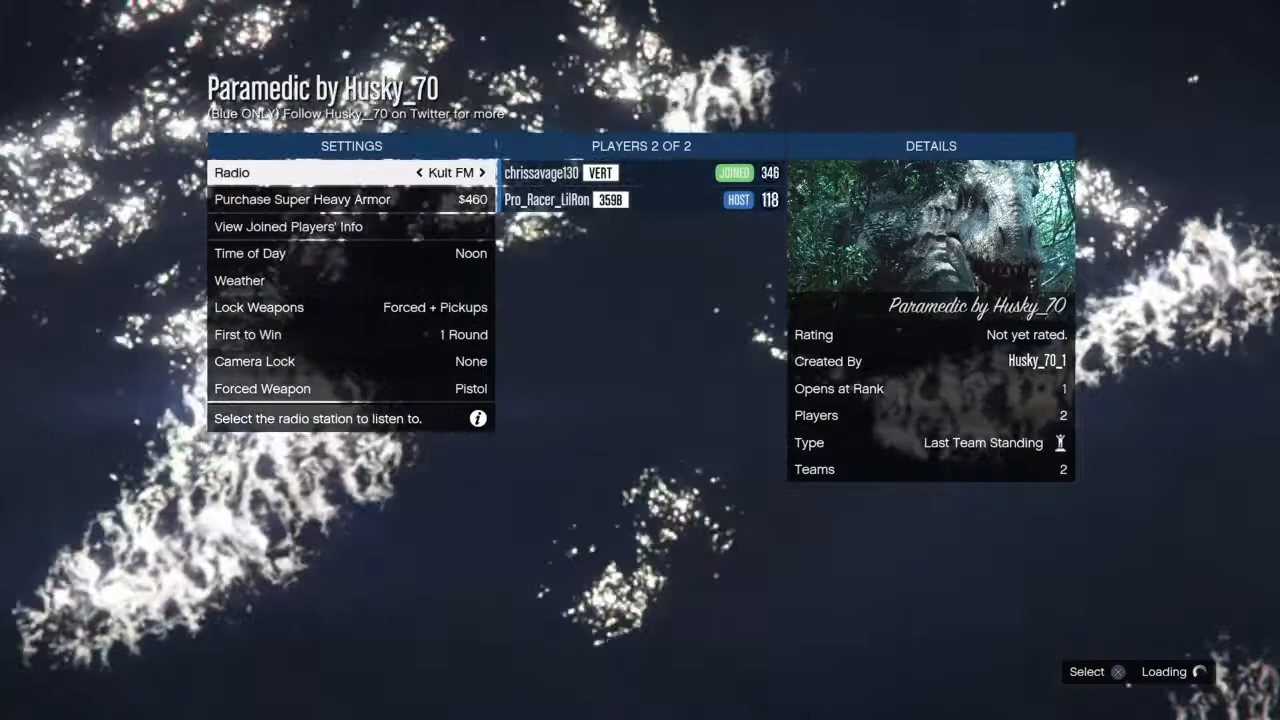 Paramedic by Husky_70
(Blue ONLY) Follow Husky__70 on Twitter for more
SETTINGS
Radio < Kult FM >
Purchase Super Heavy Armor $460
View Joined Players' Info
Time of Day Noon
Weather
Lock Weapons Forced + Pickups
First to Win 1 Round
Camera Lock None
Forced Weapon Pistol
Select the radio station to listen to.
PLAYERS 2 OF 2
chrissavage130 VERT JOINED 346
Pro_Racer_LilRon 359B HOST 118
DETAILS
Paramedic by Husky_70
Rating Not yet rated.
Created By Husky_70_1
Opens at Rank 1
Players 2
Type Last Team Standing
Teams 2
Select Loading